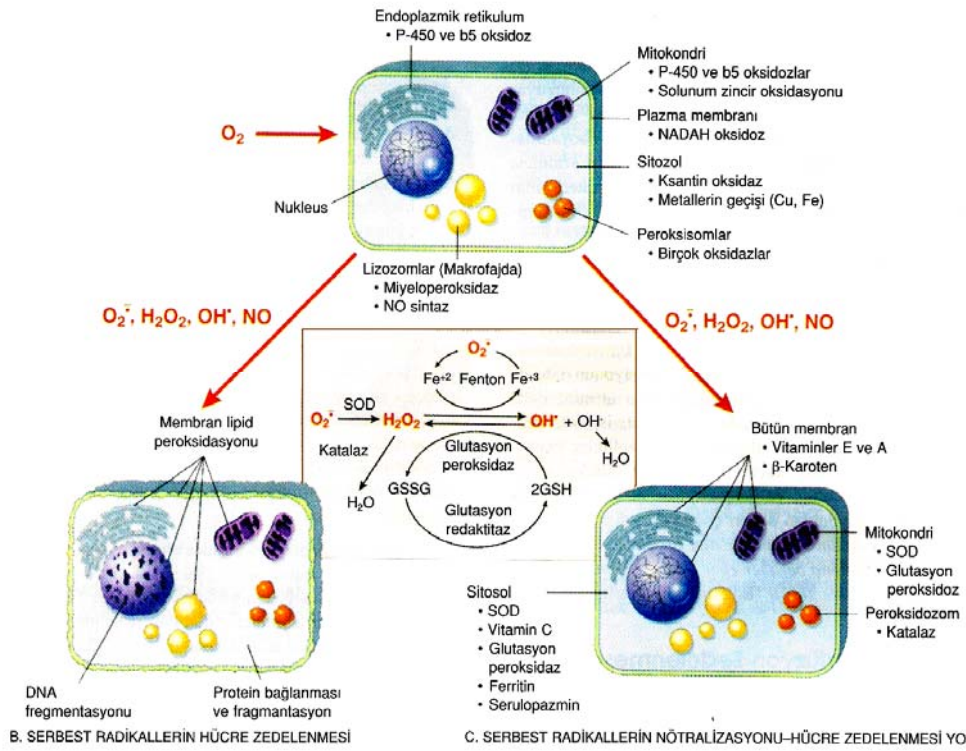 Endoplazmik retikulum
• P-450 ve b5 oksidoz
Mitokondri
• P-450 ve b5 oksidozlar
• Solunum zincir oksidasyonu
Plazma membranı
• NADAH oksidoz
O₂
Sitozol
• Ksantin oksidaz
• Metallerin geçişi (Cu, Fe)
Nukleus
Peroksisomlar
• Birçok oksidazlar
Lizozomlar (Makrofajda)
• Miyeloperoksidaz
• NO sintaz
O₂∸, H₂O₂, OH•, NO
O₂∸, H₂O₂, OH•, NO
O₂∸
Fe+2 Fenton Fe+3
SOD
O₂∸ H₂O₂ OH• + OH-
Katalaz
Glutasyon
peroksidaz
H₂O
H₂O
GSSG 2GSH
Glutasyon
redaktitaz
Membran lipid
peroksidasyonu
Bütün membran
• Vitaminler E ve A
• β-Karoten
Mitokondri
• SOD
• Glutasyon
peroksidoz
Peroksidozom
• Katalaz
Sitosol
• SOD
• Vitamin C
• Glutasyon
peroksidaz
• Ferritin
• Serulopazmin
DNA
fregmentasyonu
Protein bağlanması
ve fragmantasyon
B. SERBEST RADİKALLERİN HÜCRE ZEDELENMESİ
C. SERBEST RADİKALLERİN NÖTRALİZASYONU–HÜCRE ZEDELENMESİ YO